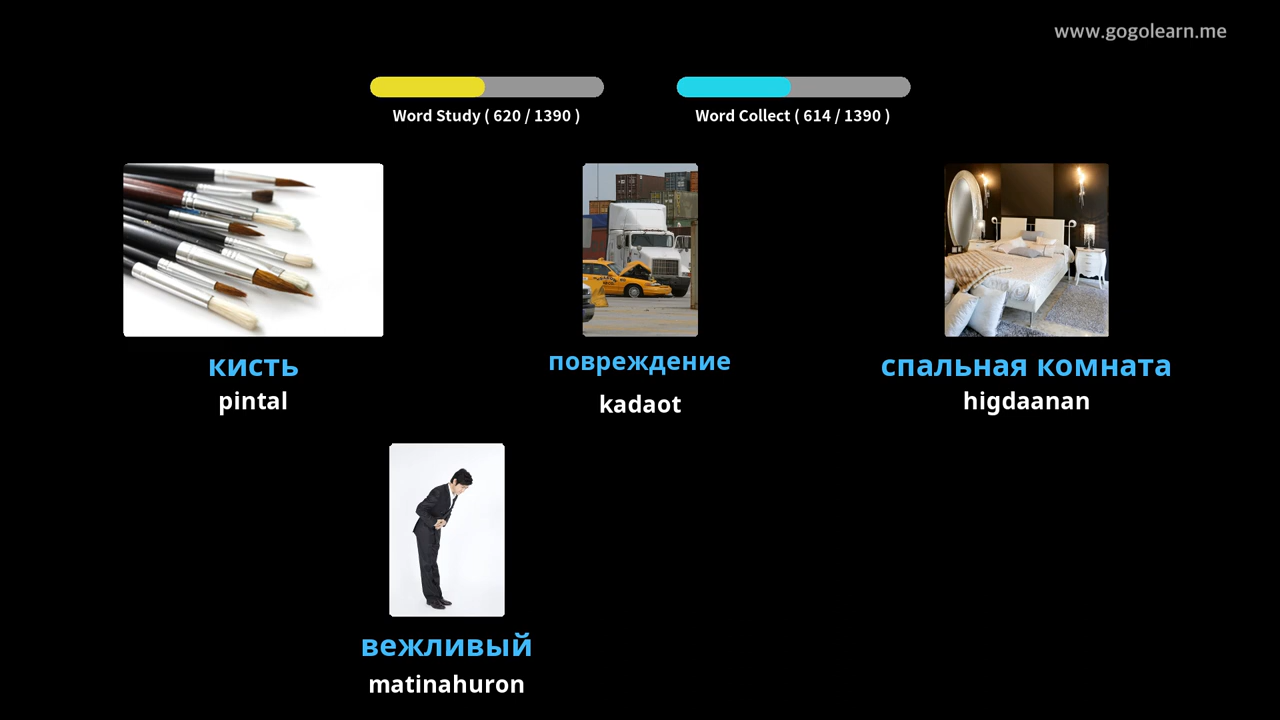 www.gogolearn.me
Word Study ( 620 / 1390 )
Word Collect ( 614 / 1390 )
кисть
pintal
повреждение
kadaot
спальная комната
higdaanan
вежливый
matinahuron